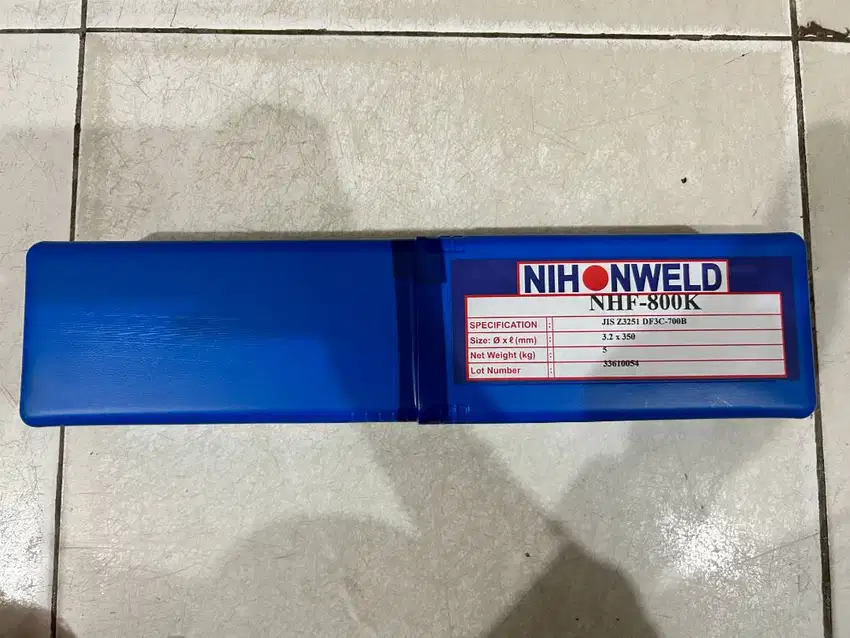 NIHONWELD
NHF-800K
SPECIFICATION : JIS Z3251 DF3C-700B
Size: Ø x ℓ (mm) : 3.2 x 350
Net Weight (kg) : 5
Lot Number : 33610054